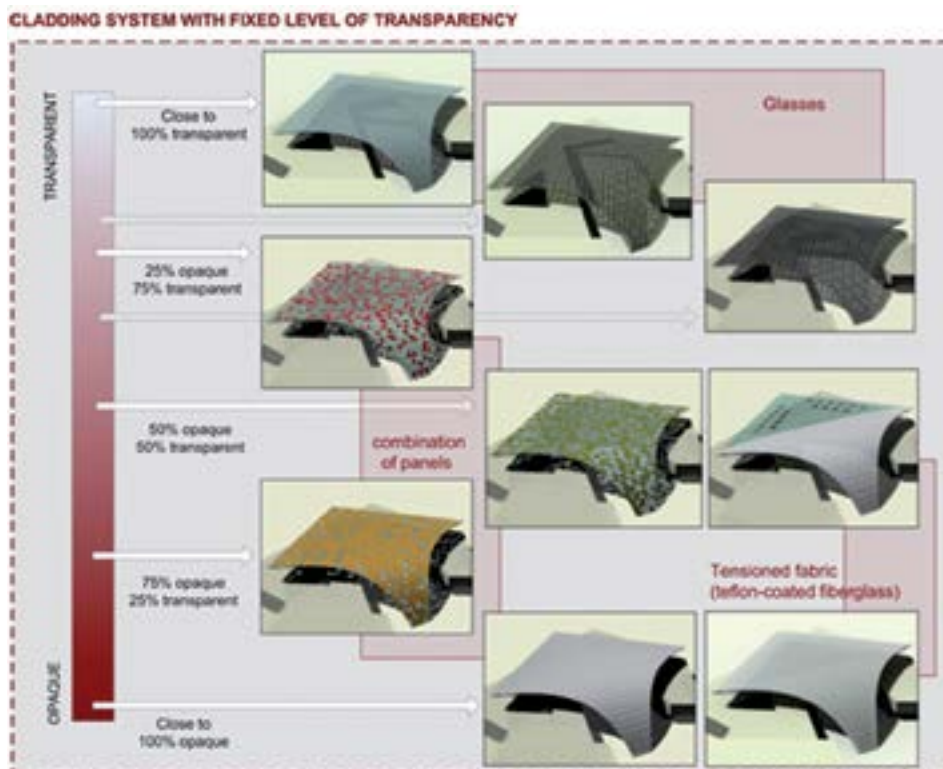 CLADDING SYSTEM WITH FIXED LEVEL OF TRANSPARENCY
TRANSPARENT
Close to
100% transparent
Glasses
25% opaque
75% transparent
50% opaque
50% transparent
combination
of panels
75% opaque
25% transparent
Tensioned fabric
(teflon-coated fiberglass)
OPAQUE
Close to
100% opaque